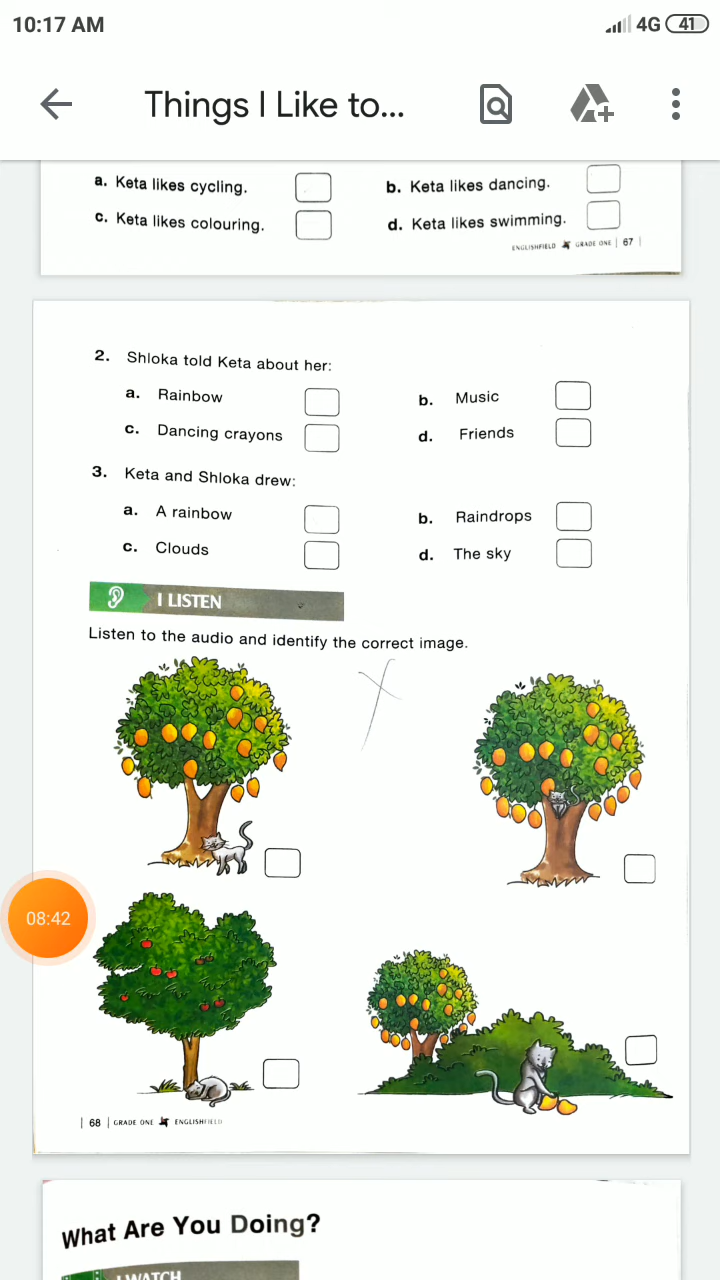 10:17 AM 4G 41
Things I Like to...
a. Keta likes cycling. b. Keta likes dancing.
c. Keta likes colouring. d. Keta likes swimming.
ENGLISHFIELD GRADE ONE | 67 |
2. Shloka told Keta about her:
a. Rainbow b. Music
c. Dancing crayons d. Friends
3. Keta and Shloka drew:
a. A rainbow b. Raindrops
c. Clouds d. The sky
I LISTEN
Listen to the audio and identify the correct image.
08:42
| 68 | GRADE ONE ENGLISHFIELD
What Are You Doing?
I WATCH